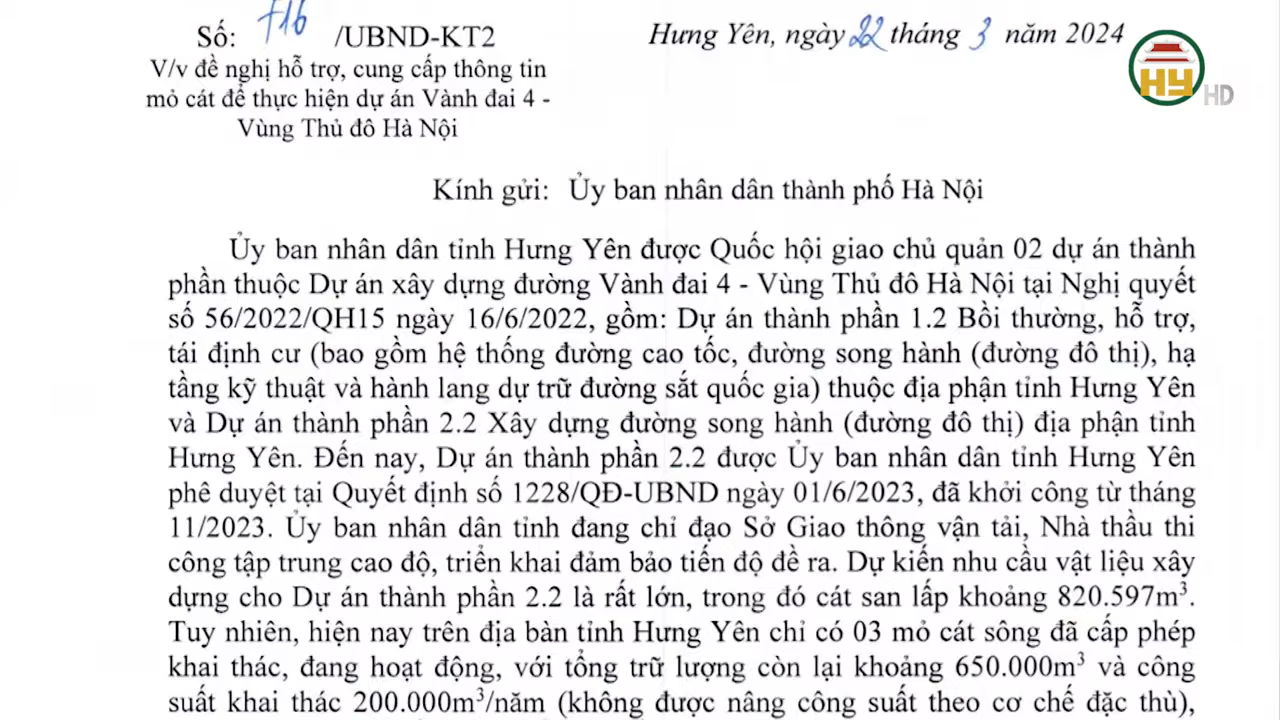 Số: 716 /UBND-KT2
V/v đề nghị hỗ trợ, cung cấp thông tin
mỏ cát để thực hiện dự án Vành đai 4 -
Vùng Thủ đô Hà Nội
Hưng Yên, ngày 22 tháng 3 năm 2024
HY HD
Kính gửi: Ủy ban nhân dân thành phố Hà Nội
Ủy ban nhân dân tỉnh Hưng Yên được Quốc hội giao chủ quản 02 dự án thành
phần thuộc Dự án xây dựng đường Vành đai 4 - Vùng Thủ đô Hà Nội tại Nghị quyết
số 56/2022/QH15 ngày 16/6/2022, gồm: Dự án thành phần 1.2 Bồi thường, hỗ trợ,
tái định cư (bao gồm hệ thống đường cao tốc, đường song hành (đường đô thị), hạ
tầng kỹ thuật và hành lang dự trữ đường sắt quốc gia) thuộc địa phận tỉnh Hưng Yên
và Dự án thành phần 2.2 Xây dựng đường song hành (đường đô thị) địa phận tỉnh
Hưng Yên. Đến nay, Dự án thành phần 2.2 được Ủy ban nhân dân tỉnh Hưng Yên
phê duyệt tại Quyết định số 1228/QĐ-UBND ngày 01/6/2023, đã khởi công từ tháng
11/2023. Ủy ban nhân dân tỉnh đang chỉ đạo Sở Giao thông vận tải, Nhà thầu thi
công tập trung cao độ, triển khai đảm bảo tiến độ đề ra. Dự kiến nhu cầu vật liệu xây
dựng cho Dự án thành phần 2.2 là rất lớn, trong đó cát san lấp khoảng 820.597m³.
Tuy nhiên, hiện nay trên địa bàn tỉnh Hưng Yên chỉ có 03 mỏ cát sông đã cấp phép
khai thác, đang hoạt động, với tổng trữ lượng còn lại khoảng 650.000m³ và công
suất khai thác 200.000m³/năm (không được nâng công suất theo cơ chế đặc thù),